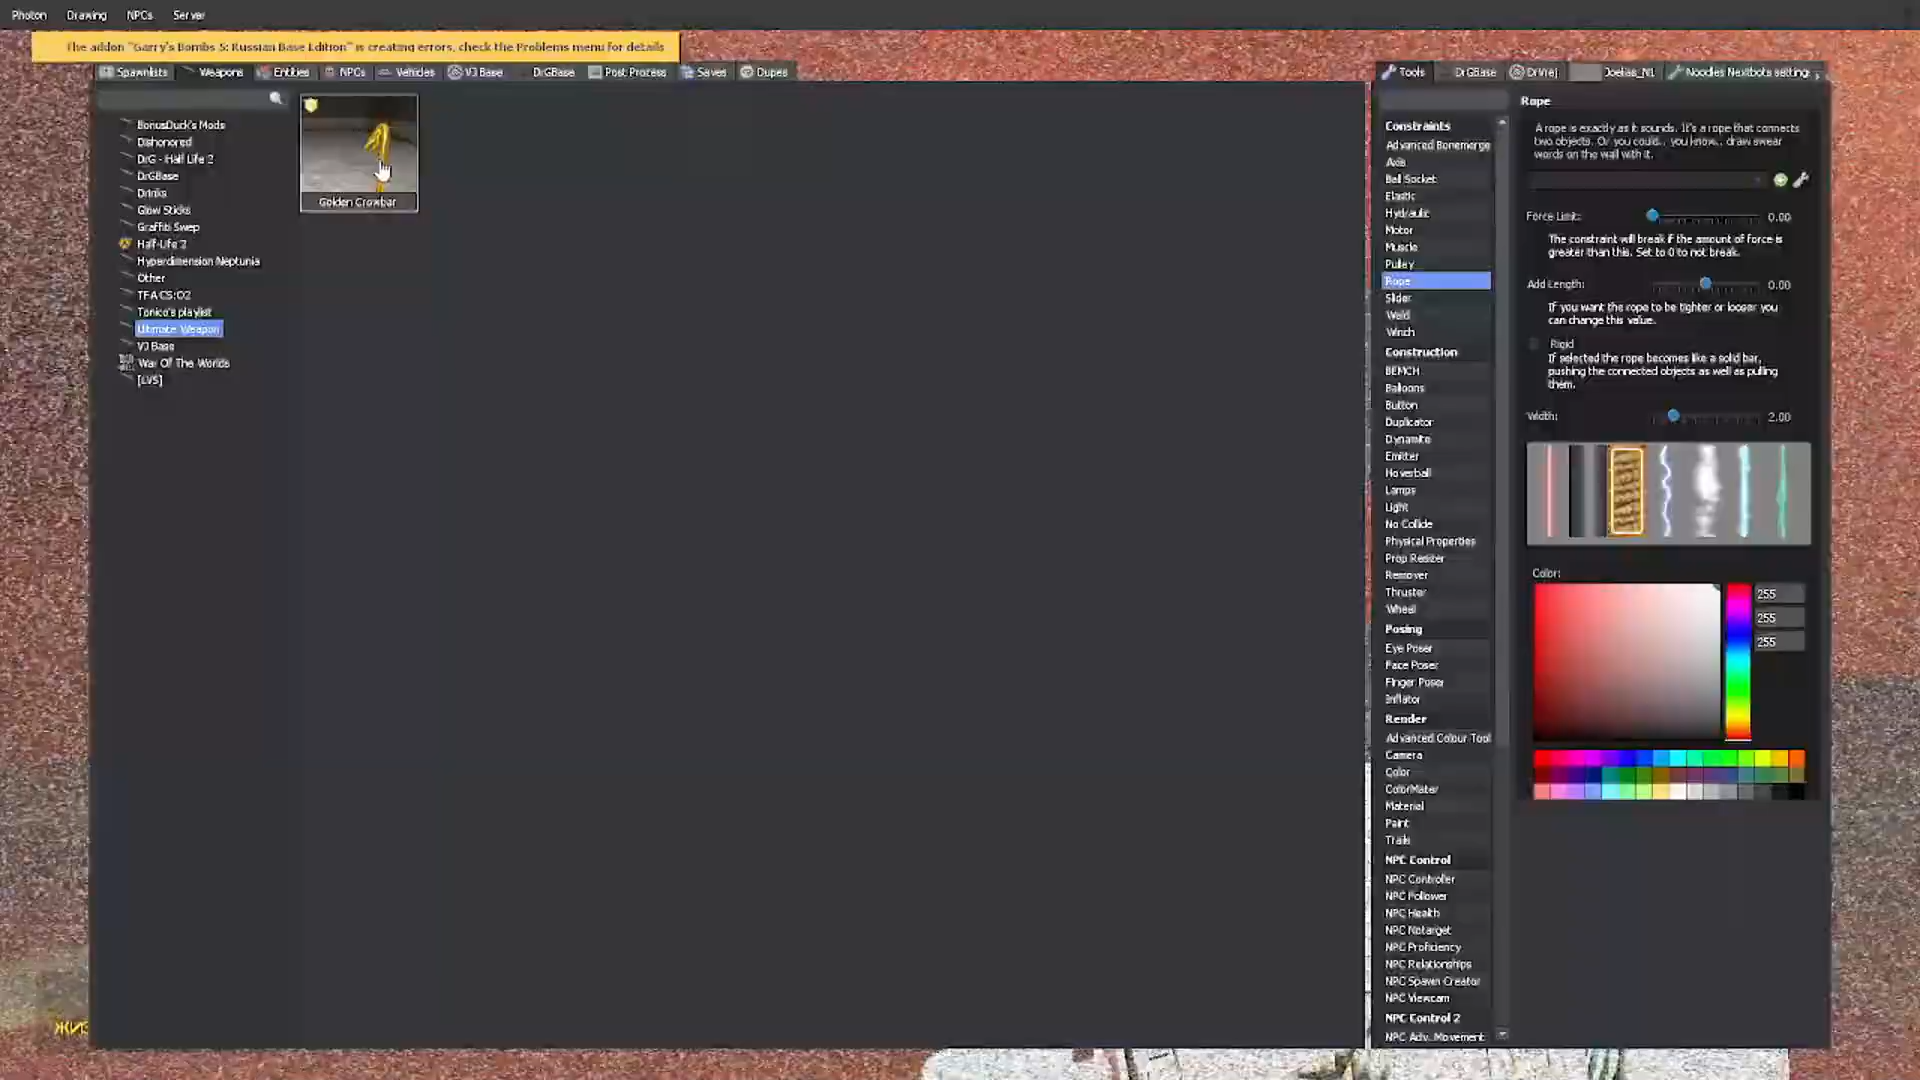 Photon Drawing NPCs Server
The addon "Garry's Bombs 5: Russian Base Edition" is creating errors, check the Problems menu for details
Spawnlists Weapons Entities NPCs Vehicles VJ Base DrGBase Post Process Saves Dupes
BonusDuck's Mods
Dishonored
DrG - Half Life 2
DrGBase
Drinks
Glow Sticks
Graffiti Swep
Half-Life 2
Hyperdimension Neptunia
Other
TFA CS:O2
Tonico's playlist
Ultimate Weapon
VJ Base
War Of The Worlds
[LVS]
Golden Crowbar
Tools DrGBase DrVrej Joelias_N1 Noodles Nextbots setting
Constraints
Advanced Bonemerge
Axis
Ball Socket
Elastic
Hydraulic
Motor
Muscle
Pulley
Rope
Slider
Weld
Winch
Construction
BEMCH
Balloons
Button
Duplicator
Dynamite
Emitter
Hoverball
Lamps
Light
No Collide
Physical Properties
Prop Resizer
Remover
Thruster
Wheel
Posing
Eye Poser
Face Poser
Finger Poser
Inflator
Render
Advanced Colour Tool
Camera
Color
ColorMater
Material
Paint
Trails
NPC Control
NPC Controller
NPC Follower
NPC Health
NPC Notarget
NPC Proficiency
NPC Relationships
NPC Spawn Creator
NPC Viewcam
NPC Control 2
NPC Adv. Movement
Rope
A rope is exactly as it sounds. It's a rope that connects
two objects. Or you could... you know... draw swear
words on the wall with it.
Force Limit: 0.00
The constraint will break if the amount of force is
greater than this. Set to 0 to not break.
Add Length: 0.00
If you want the rope to be tighter or looser you
can change this value.
Rigid
If selected the rope becomes like a solid bar,
pushing the connected objects as well as pulling
them.
Width: 2.00
Color:
255
255
255